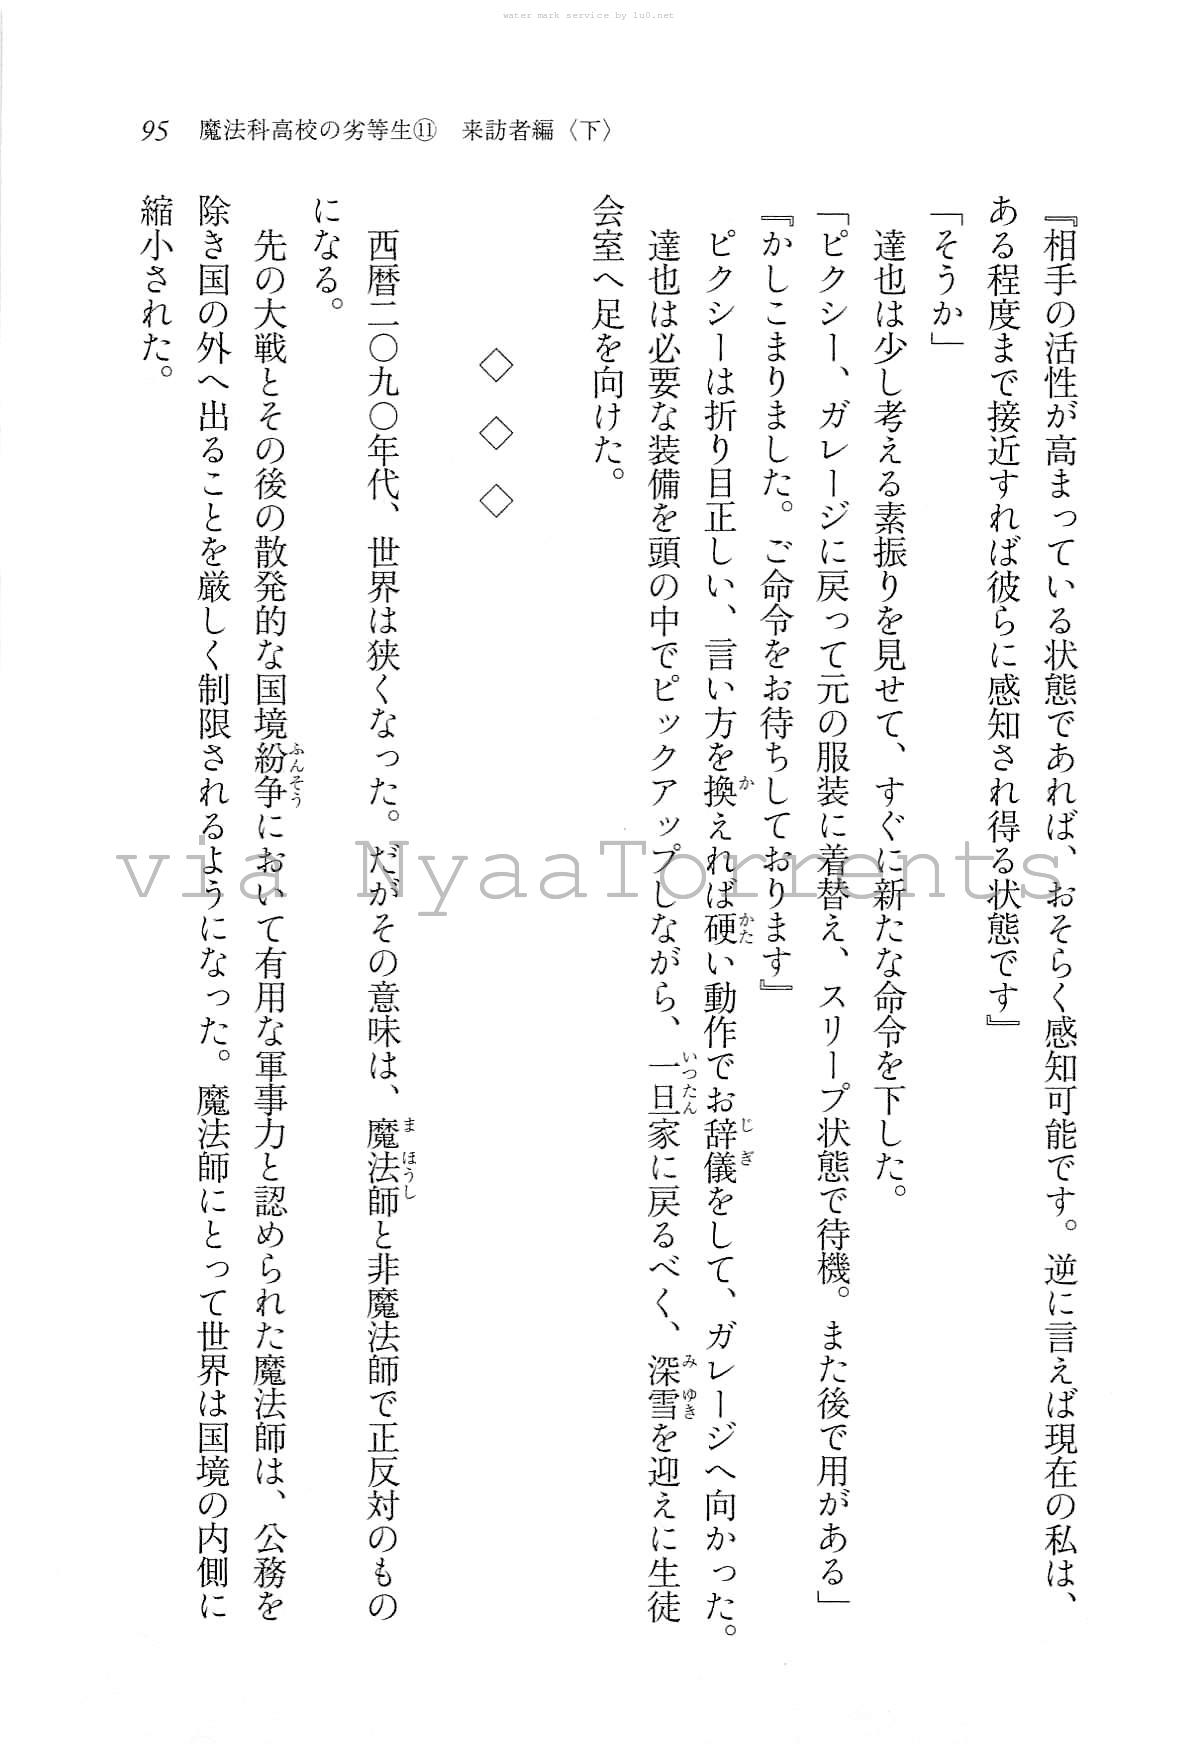 water mark service by lu0.net
95 魔法科高校の劣等生⑪ 来訪者編〈下〉
『相手の活性が高まっている状態であれば、おそらく感知可能です。逆に言えば現在の私は、
ある程度まで接近すれば彼らに感知され得る状態です』
「そうか」
達也は少し考える素振りを見せて、すぐに新たな命令を下した。
「ピクシー、ガレージに戻って元の服装に着替え、スリープ状態で待機。また後で用がある」
『かしこまりました。ご命令をお待ちしております』
ピクシーは折り目正しい、言い方を換えれば硬い動作でお辞儀をして、ガレージへ向かった。
達也は必要な装備を頭の中でピックアップしながら、一旦家に戻るべく、深雪を迎えに生徒
会室へ足を向けた。
◇ ◇ ◇
西暦二〇九〇年代、世界は狭くなった。だがその意味は、魔法師と非魔法師で正反対のもの
になる。
先の大戦とその後の散発的な国境紛争において有用な軍事力と認められた魔法師は、公務を
除き国の外へ出ることを厳しく制限されるようになった。魔法師にとって世界は国境の内側に
縮小された。
via NyaaTorrents